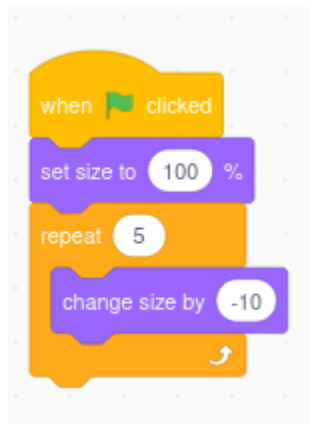 when clicked
set size to 100 %
repeat 5
change size by -10